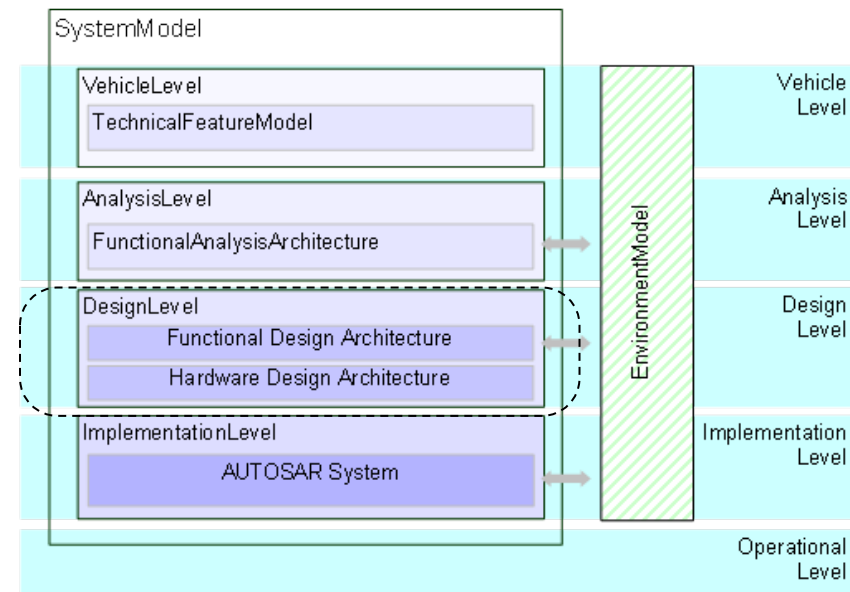 SystemModel
VehicleLevel
TechnicalFeatureModel
Vehicle
Level
AnalysisLevel
FunctionalAnalysisArchitecture
Analysis
Level
EnvironmentModel
DesignLevel
Functional Design Architecture
Hardware Design Architecture
Design
Level
ImplementationLevel
AUTOSAR System
Implementation
Level
Operational
Level